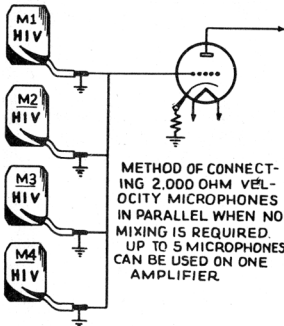 M1
HIV
M2
HIV
M3
HIV
M4
HIV
METHOD OF CONNECT-
ING 2,000 OHM VEL-
OCITY MICROPHONES
IN PARALLEL WHEN NO
MIXING IS REQUIRED.
UP TO 5 MICROPHONES
CAN BE USED ON ONE
AMPLIFIER